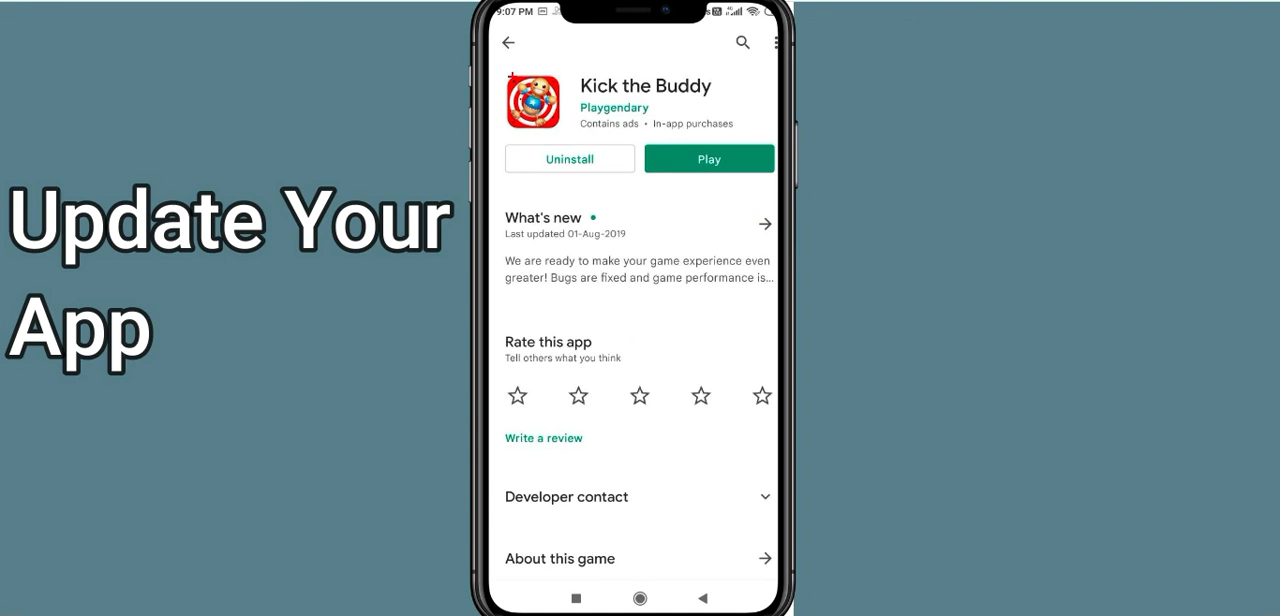 9:07 PM
Kick the Buddy
Playgendary
Contains ads • In-app purchases
Uninstall
Play
What's new •
Last updated 01-Aug-2019
We are ready to make your game experience even
greater! Bugs are fixed and game performance is...
Rate this app
Tell others what you think
Write a review
Developer contact
About this game
Update Your
App